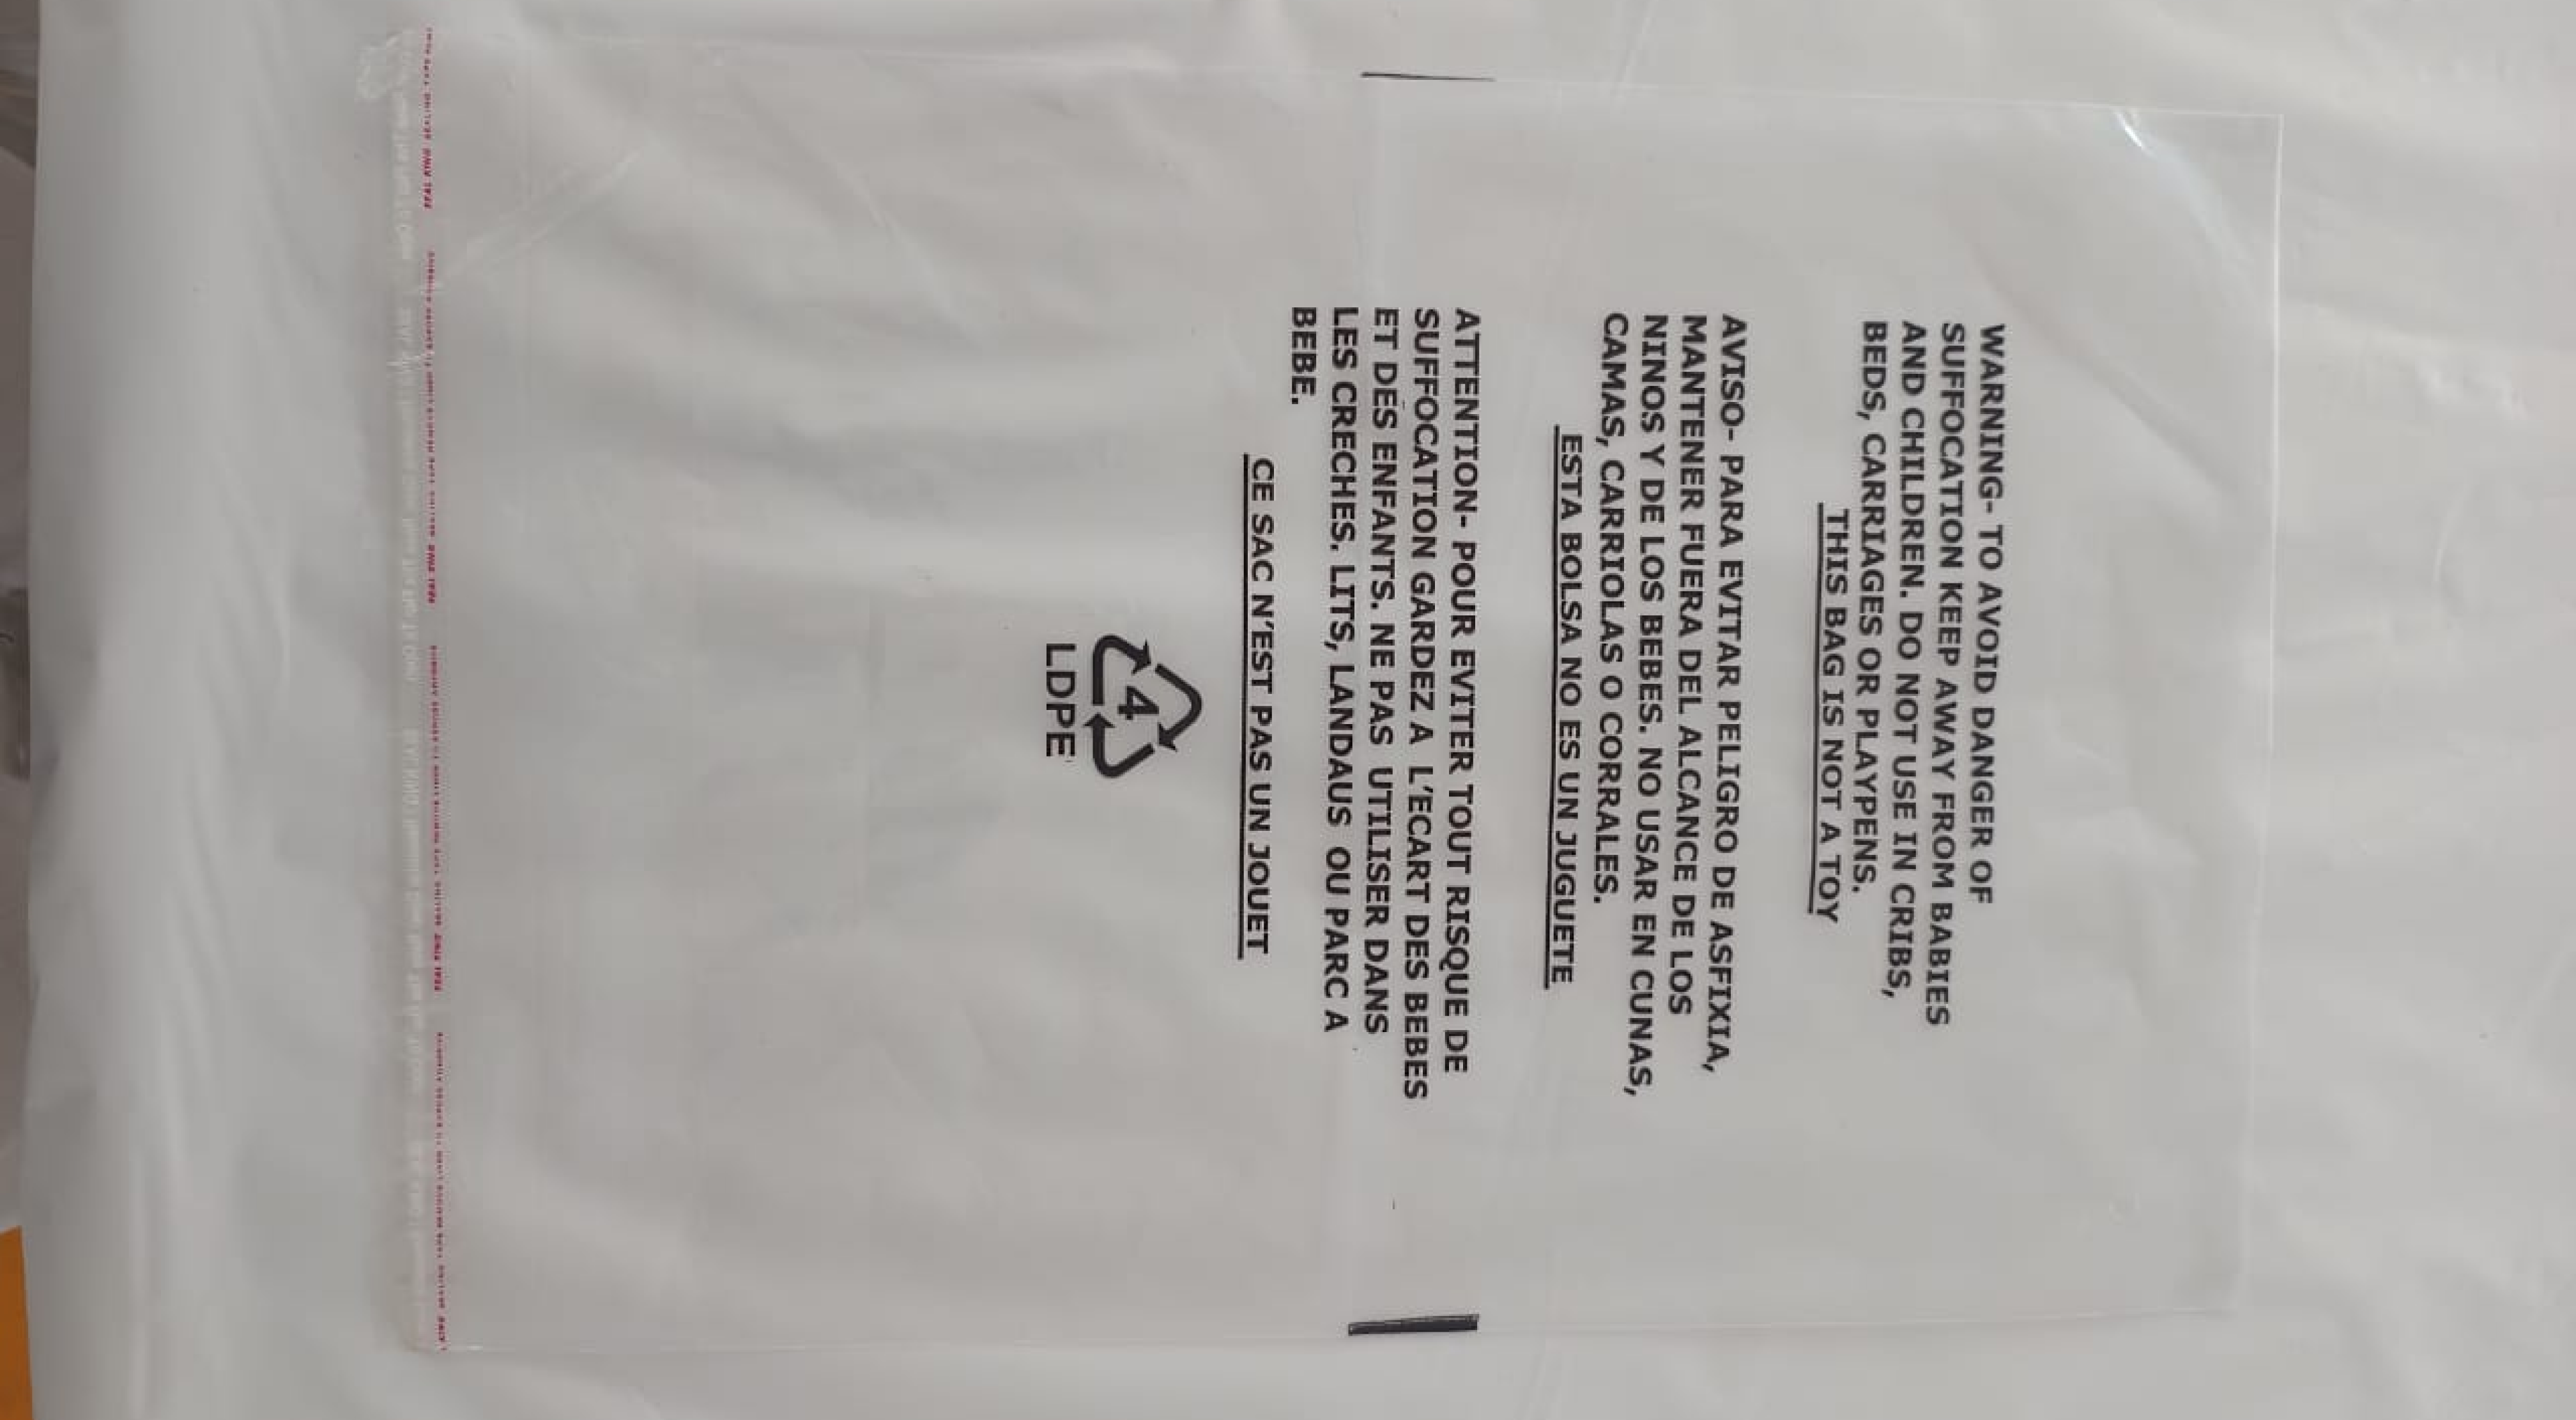 WARNING- TO AVOID DANGER OF
SUFFOCATION KEEP AWAY FROM BABIES
AND CHILDREN. DO NOT USE IN CRIBS,
BEDS, CARRIAGES OR PLAYPENS.
THIS BAG IS NOT A TOY
AVISO- PARA EVITAR PELIGRO DE ASFIXIA,
MANTENER FUERA DEL ALCANCE DE LOS
NINOS Y DE LOS BEBES. NO USAR EN CUNAS,
CAMAS, CARRIOLAS O CORRALES.
ESTA BOLSA NO ES UN JUGUETE
ATTENTION- POUR EVITER TOUT RISQUE DE
SUFFOCATION GARDEZ A L'ECART DES BEBES
ET DES ENFANTS. NE PAS UTILISER DANS
LES CRECHES. LITS, LANDAUS OU PARC A
BEBE.
CE SAC N'EST PAS UN JOUET
4
LDPE